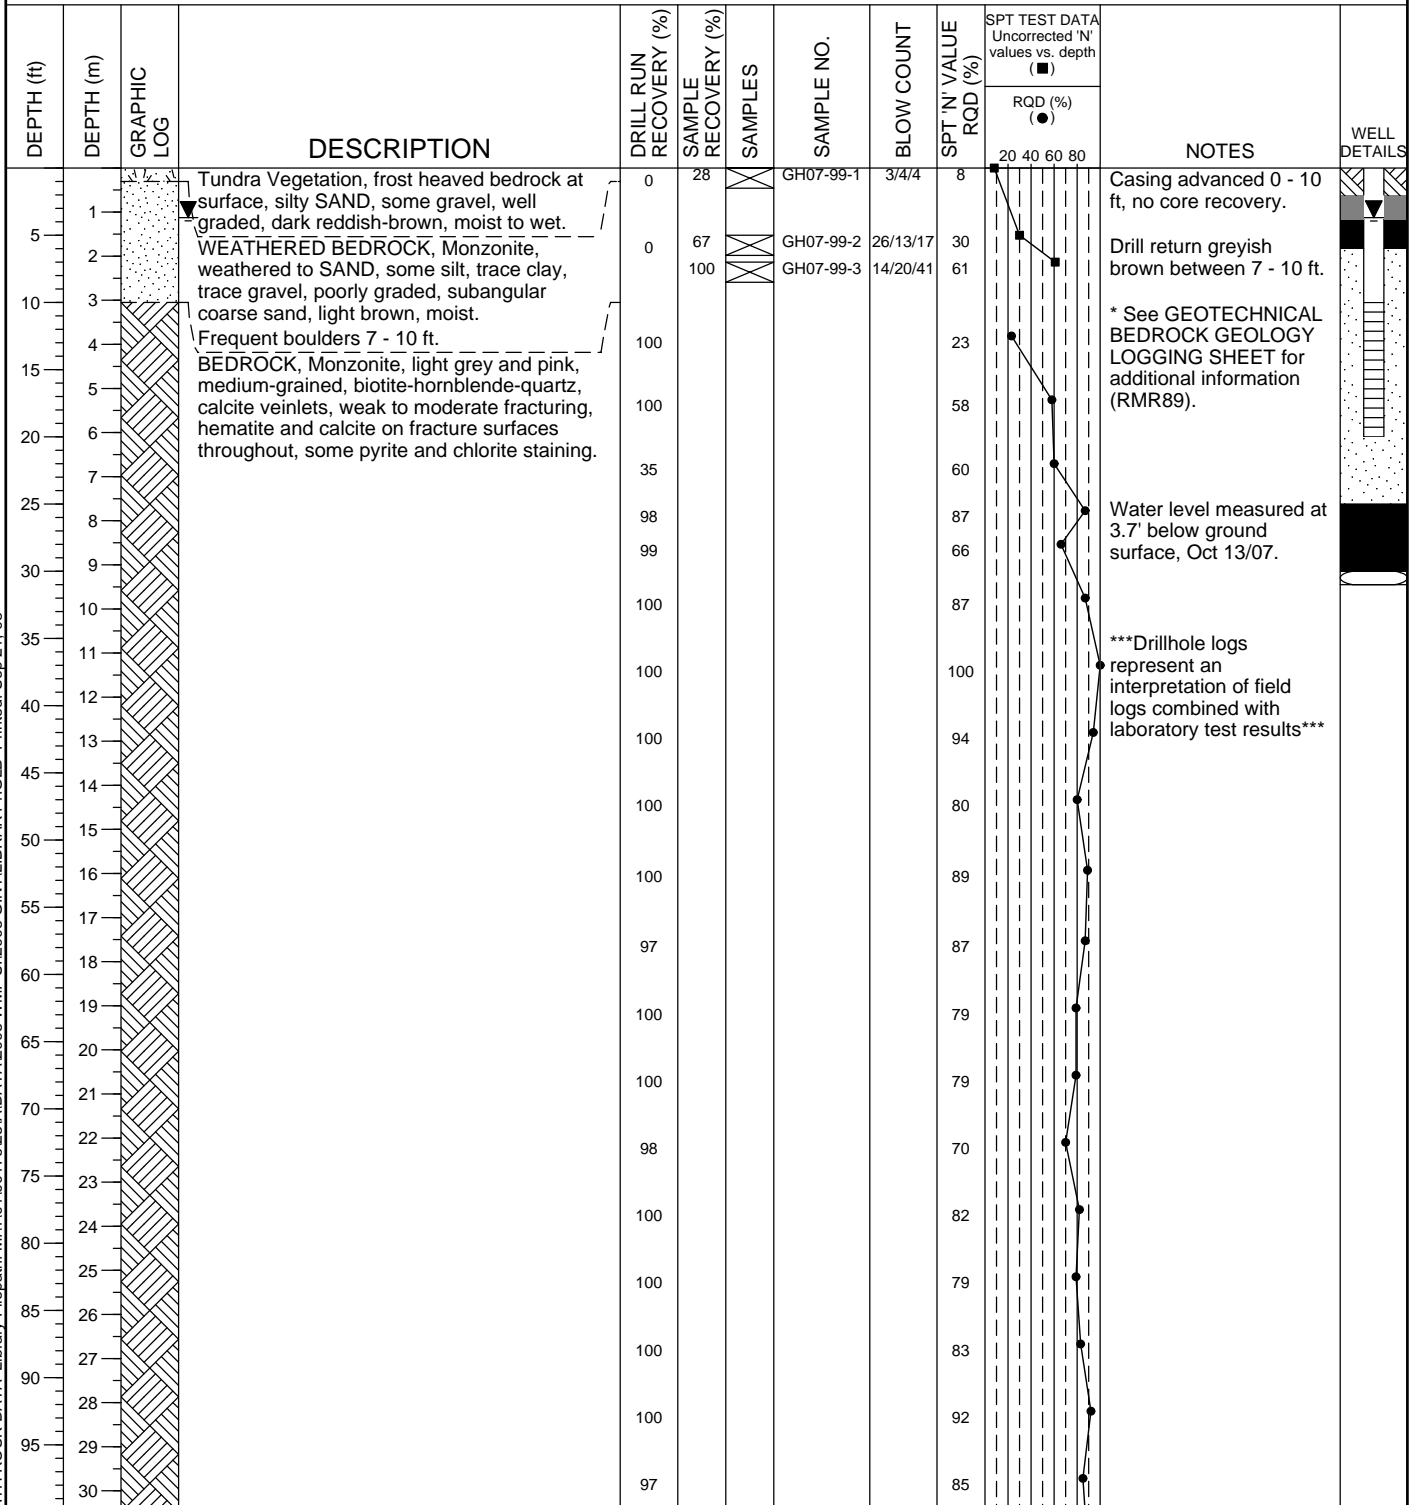 DEPTH (ft)
DEPTH (m)
GRAPHIC
LOG
DESCRIPTION
DRILL RUN
RECOVERY (%)
SAMPLE
RECOVERY (%)
SAMPLES
SAMPLE NO.
BLOW COUNT
SPT 'N' VALUE
RQD (%)
SPT TEST DATA
Uncorrected 'N'
values vs. depth
( ■ )
RQD (%)
( ● )
20 40 60 80
NOTES
WELL
DETAILS
Tundra Vegetation, frost heaved bedrock at
surface, silty SAND, some gravel, well
graded, dark reddish-brown, moist to wet.
WEATHERED BEDROCK, Monzonite,
weathered to SAND, some silt, trace clay,
trace gravel, poorly graded, subangular
coarse sand, light brown, moist.
Frequent boulders 7 - 10 ft.
BEDROCK, Monzonite, light grey and pink,
medium-grained, biotite-hornblende-quartz,
calcite veinlets, weak to moderate fracturing,
hematite and calcite on fracture surfaces
throughout, some pyrite and chlorite staining.
0 28 GH07-99-1 3/4/4 8
0 67 GH07-99-2 26/13/17 30
100 GH07-99-3 14/20/41 61
100 23
100 58
35 60
98 87
99 66
100 87
100 100
100 94
100 80
100 89
97 87
100 79
100 79
98 70
100 82
100 79
100 83
100 92
97 85
Casing advanced 0 - 10
ft, no core recovery.
Drill return greyish
brown between 7 - 10 ft.
* See GEOTECHNICAL
BEDROCK GEOLOGY
LOGGING SHEET for
additional information
(RMR89).
Water level measured at
3.7' below ground
surface, Oct 13/07.
***Drillhole logs
represent an
interpretation of field
logs combined with
laboratory test results***
5
10
15
20
25
30
35
40
45
50
55
60
65
70
75
80
85
90
95
1
2
3
4
5
6
7
8
9
10
11
12
13
14
15
16
17
18
19
20
21
22
23
24
25
26
27
28
29
30